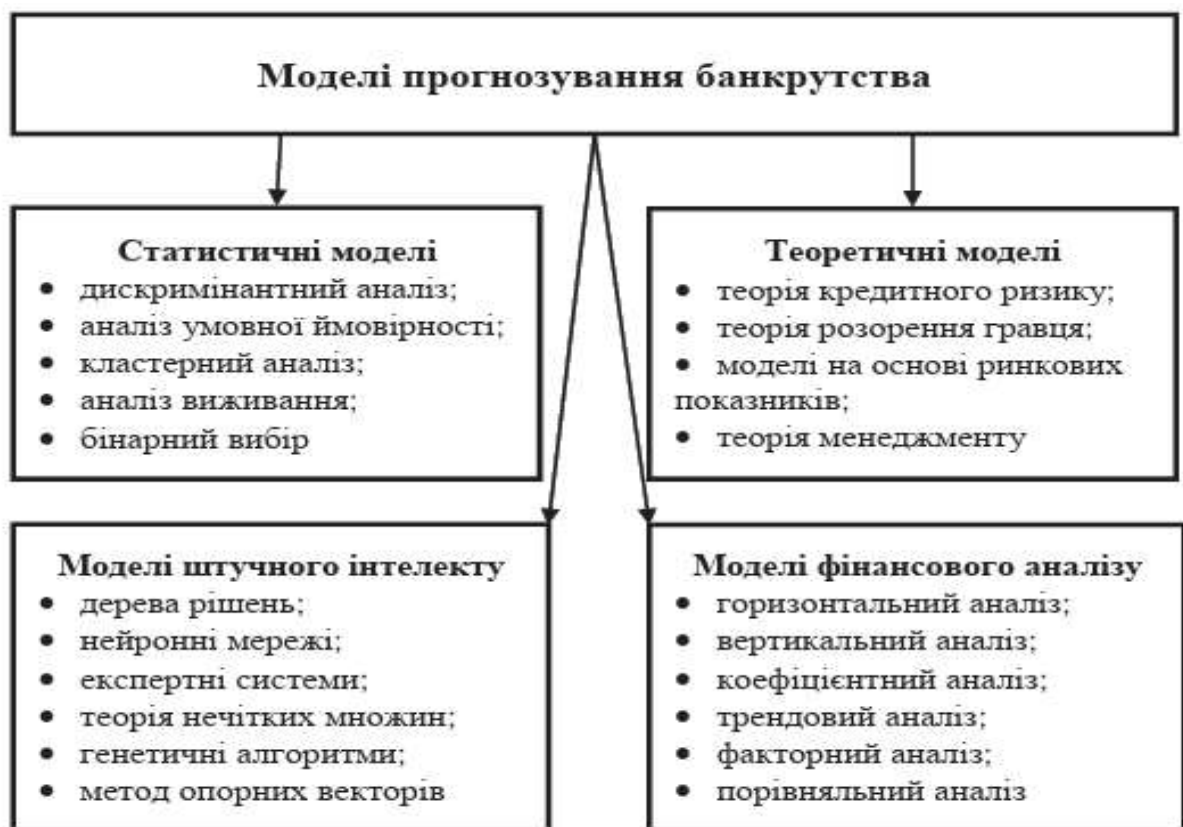 Моделі прогнозування банкрутства
Статистичні моделі
• дискримінантний аналіз;
• аналіз умовної ймовірності;
• кластерний аналіз;
• аналіз виживання;
• бінарний вибір
Теоретичні моделі
• теорія кредитного ризику;
• теорія розорення гравця;
• моделі на основі ринкових
показників;
• теорія менеджменту
Моделі штучного інтелекту
• дерева рішень;
• нейронні мережі;
• експертні системи;
• теорія нечітких множин;
• генетичні алгоритми;
• метод опорних векторів
Моделі фінансового аналізу
• горизонтальний аналіз;
• вертикальний аналіз;
• коефіцієнтний аналіз;
• трендовий аналіз;
• факторний аналіз;
• порівняльний аналіз